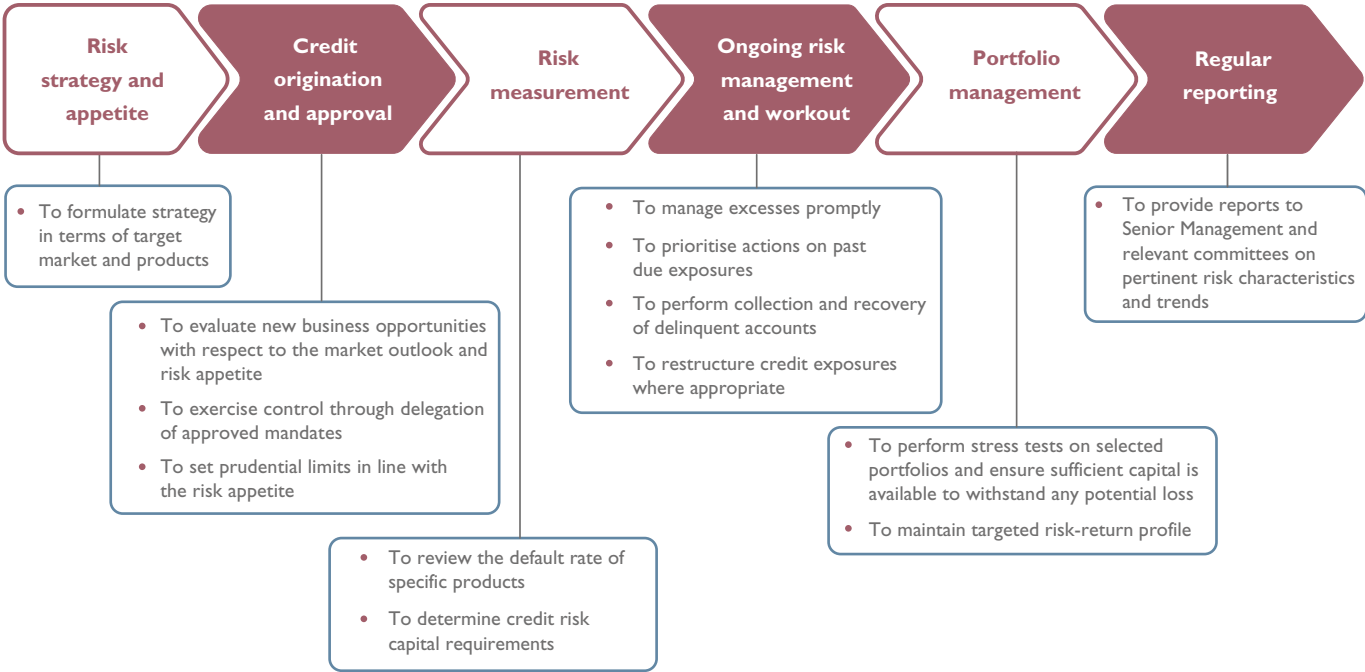 Risk
strategy and
appetite
Credit
origination
and approval
Risk
measurement
Ongoing risk
management
and workout
Portfolio
management
Regular
reporting
• To formulate strategy
in terms of target
market and products
• To evaluate new business opportunities
with respect to the market outlook and
risk appetite
• To exercise control through delegation
of approved mandates
• To set prudential limits in line with
the risk appetite
• To review the default rate of
specific products
• To determine credit risk
capital requirements
• To manage excesses promptly
• To prioritise actions on past
due exposures
• To perform collection and recovery
of delinquent accounts
• To restructure credit exposures
where appropriate
• To perform stress tests on selected
portfolios and ensure sufficient capital is
available to withstand any potential loss
• To maintain targeted risk-return profile
• To provide reports to
Senior Management and
relevant committees on
pertinent risk characteristics
and trends